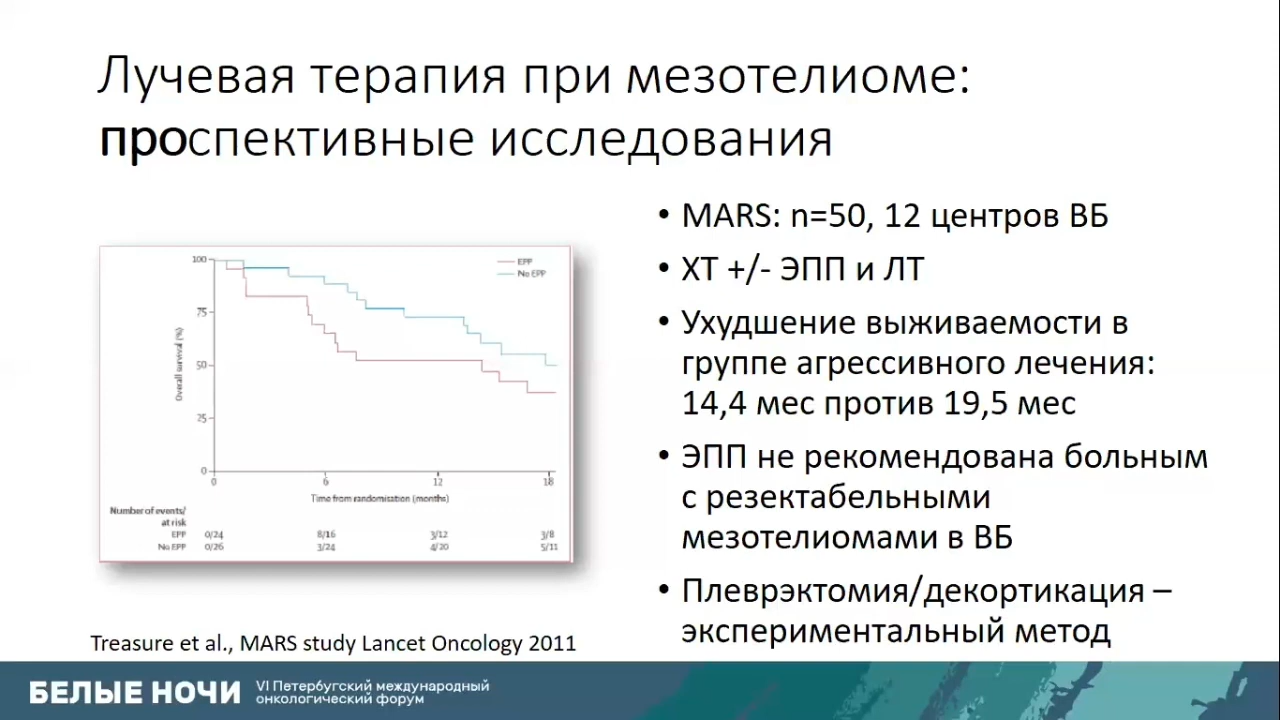 Лучевая терапия при мезотелиоме:
проспективные исследования
• MARS: n=50, 12 центров ВБ
• ХТ +/- ЭПП и ЛТ
• Ухудшение выживаемости в
группе агрессивного лечения:
14,4 мес против 19,5 мес
• ЭПП не рекомендована больным
с резектабельными
мезотелиомами в ВБ
• Плеврэктомия/декортикация –
экспериментальный метод
EPP
No EPP
100
75
50
25
0
Overall survival (%)
0 6 12 18
Time from randomisation (months)
Number of events/
at risk
EPP 0/24 8/16 3/12 3/8
No EPP 0/26 3/24 4/20 5/11
Treasure et al., MARS study Lancet Oncology 2011
БЕЛЫЕ НОЧИ
VI Петербургский международный
онкологический форум